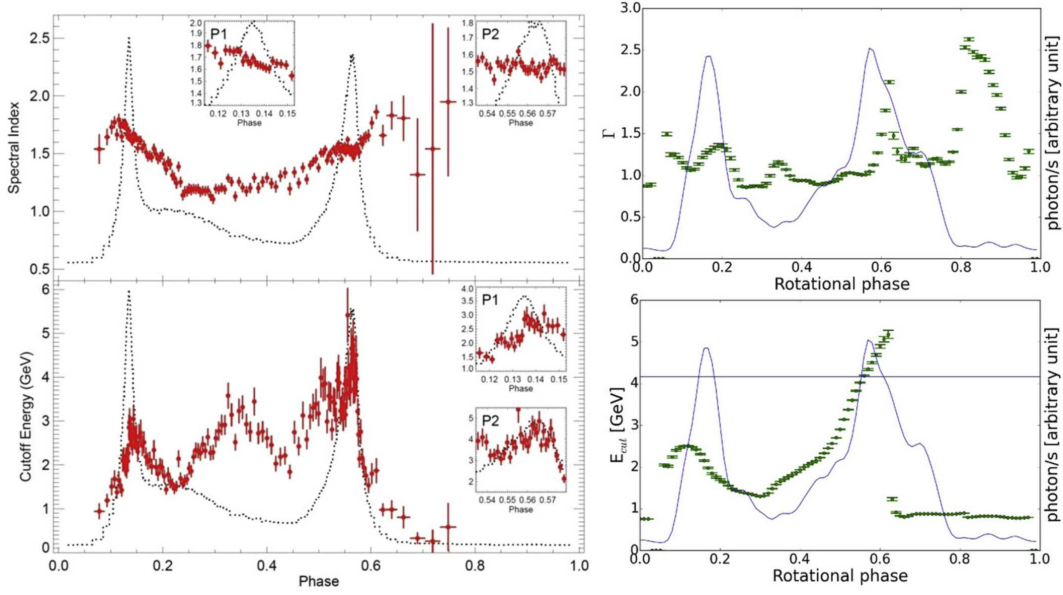 P1
P2
2.5
2.0
1.5
1.0
0.5
Spectral Index
2.0
1.9
1.8
1.7
1.6
1.5
1.4
1.3
0.12 0.13 0.14 0.15
Phase
1.8
1.7
1.6
1.5
1.4
1.3
0.54 0.55 0.56 0.57
Phase
6
5
4
3
2
1
0
Cutoff Energy (GeV)
P1
4.0
3.5
3.0
2.5
2.0
1.5
1.0
0.12 0.13 0.14 0.15
Phase
P2
5
4
3
2
1
0.54 0.55 0.56 0.57
Phase
0.0 0.2 0.4 0.6 0.8 1.0
Phase
3.0
2.5
2.0
1.5
1.0
0.5
0.0
Γ
photon/s [arbitrary unit]
0.0 0.2 0.4 0.6 0.8 1.0
Rotational phase
6
5
4
3
2
1
0
E_cut [GeV]
photon/s [arbitrary unit]
0.0 0.2 0.4 0.6 0.8 1.0
Rotational phase